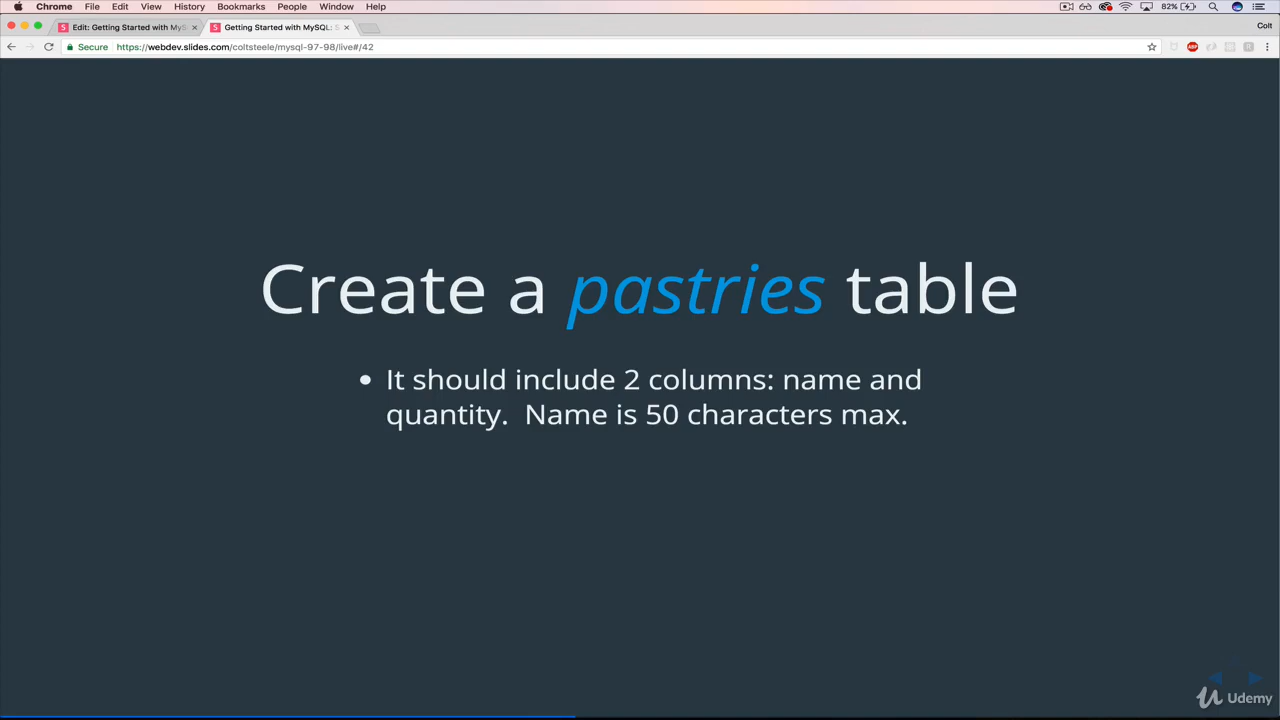 Chrome File Edit View History Bookmarks People Window Help 82%
Edit: Getting Started with MyS Getting Started with MySQL: S Colt
Secure https://webdev.slides.com/coltsteele/mysql-97-98/live#/42
Create a pastries table
• It should include 2 columns: name and
quantity.  Name is 50 characters max.
Udemy